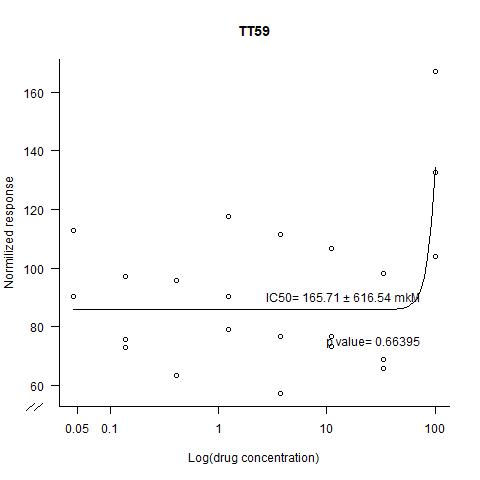 TT59
Normilized response
160
140
120
100
80
60
IC50= 165.71 ± 616.54 mkM
p value= 0.66395
0.05 0.1 1 10 100
Log(drug concentration)